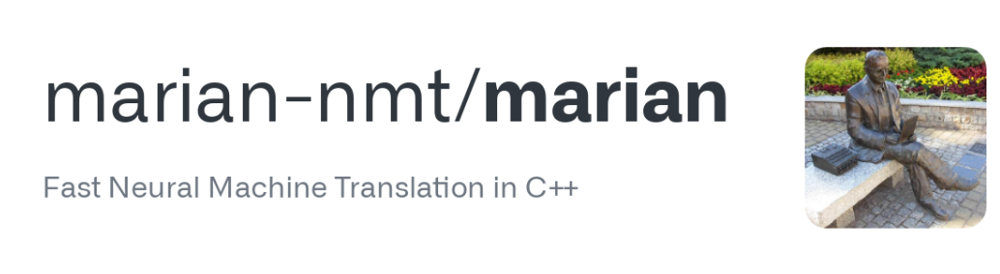 marian-nmt/marian
Fast Neural Machine Translation in C++